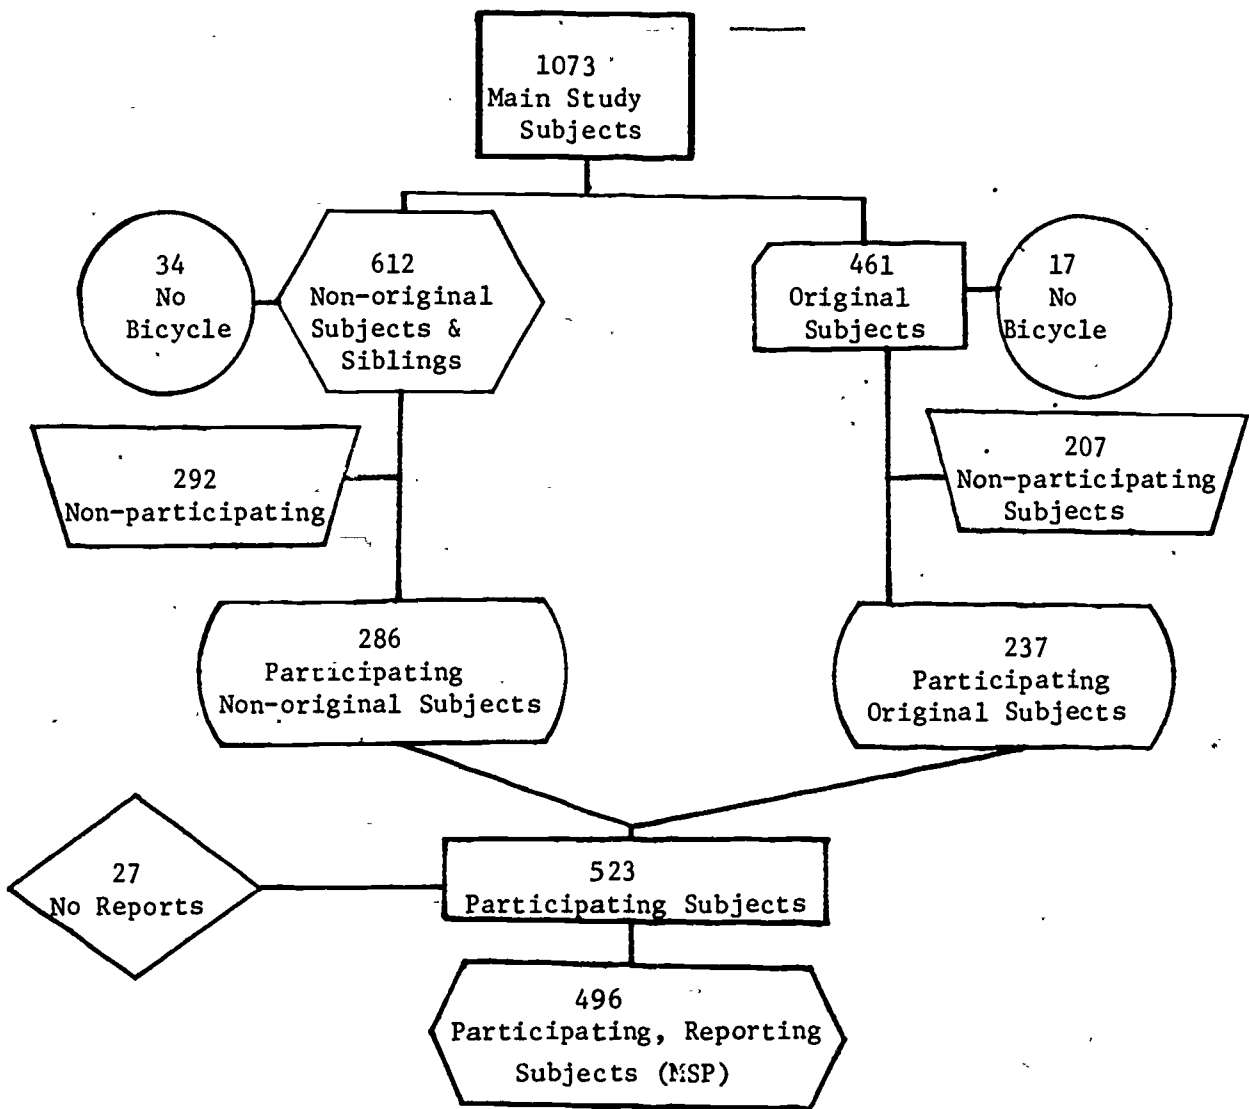 1073
Main Study
Subjects
34
No
Bicycle
612
Non-original
Subjects &
Siblings
461
Original
Subjects
17
No
Bicycle
292
Non-participating
207
Non-participating
Subjects
286
Participating
Non-original Subjects
237
Participating
Original Subjects
27
No Reports
523
Participating Subjects
496
Participating, Reporting
Subjects (MSP)